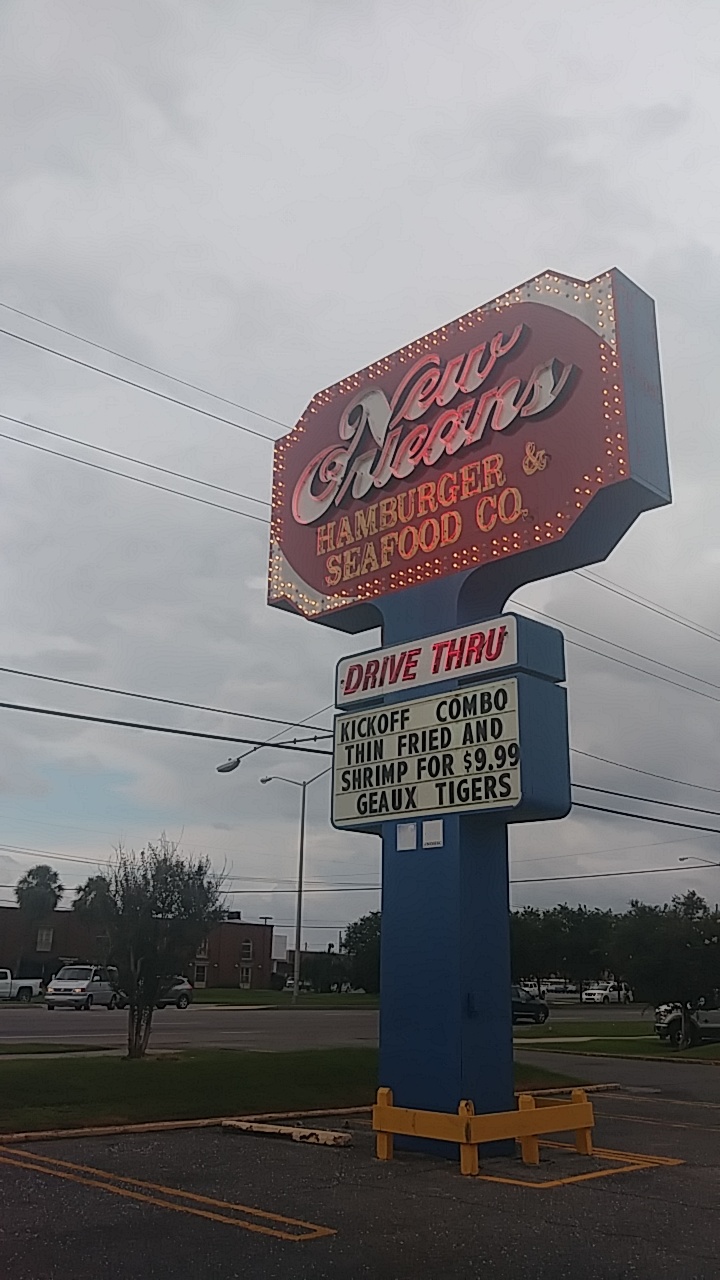 New
Orleans
HAMBURGER &
SEAFOOD CO.
DRIVE THRU
KICKOFF COMBO
THIN FRIED AND
SHRIMP FOR $9.99
GEAUX TIGERS